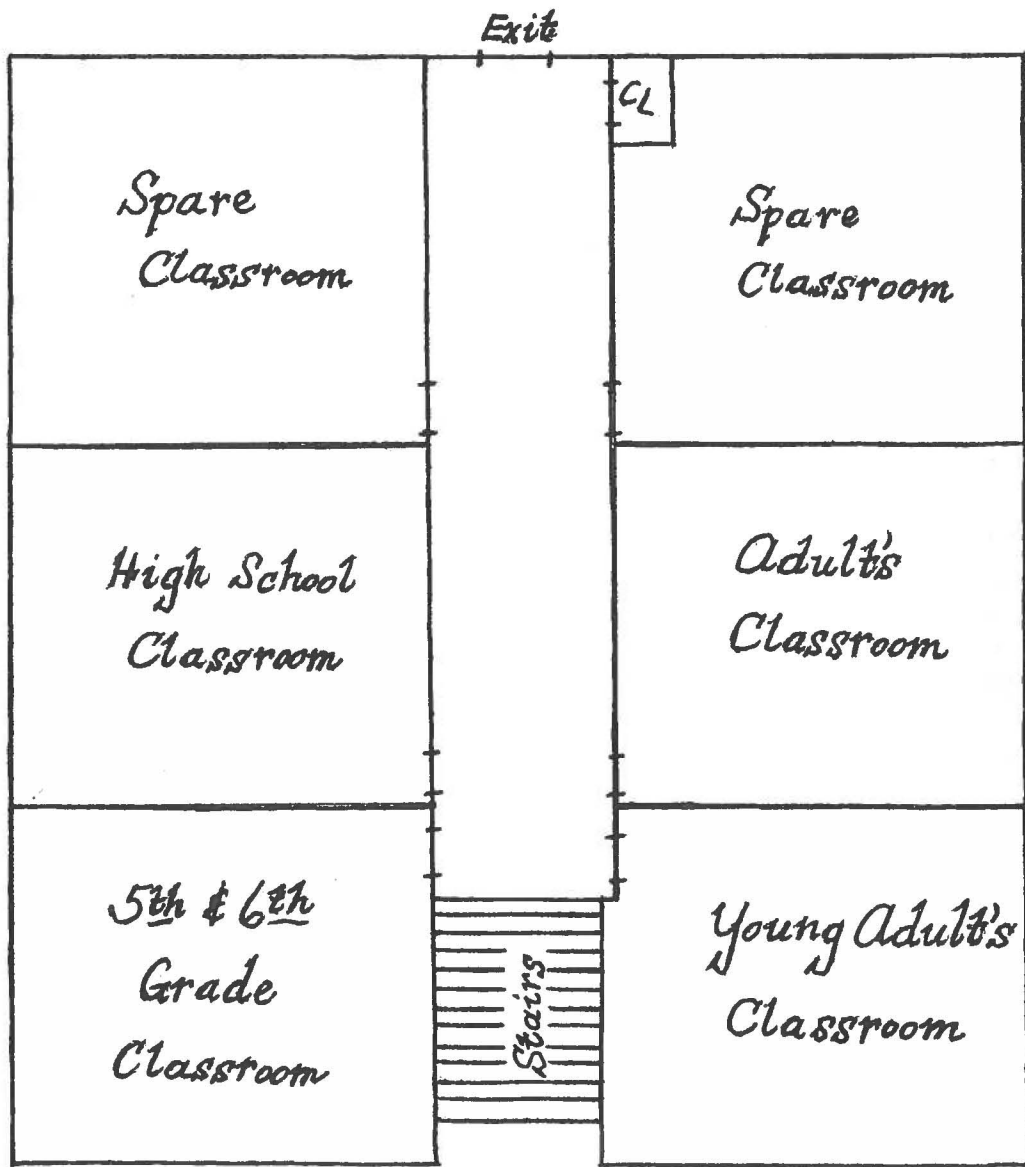 Exit
CL
Spare
Classroom
Spare
Classroom
High School
Classroom
Adult's
Classroom
5th & 6th
Grade
Classroom
Stairs
Young Adult's
Classroom